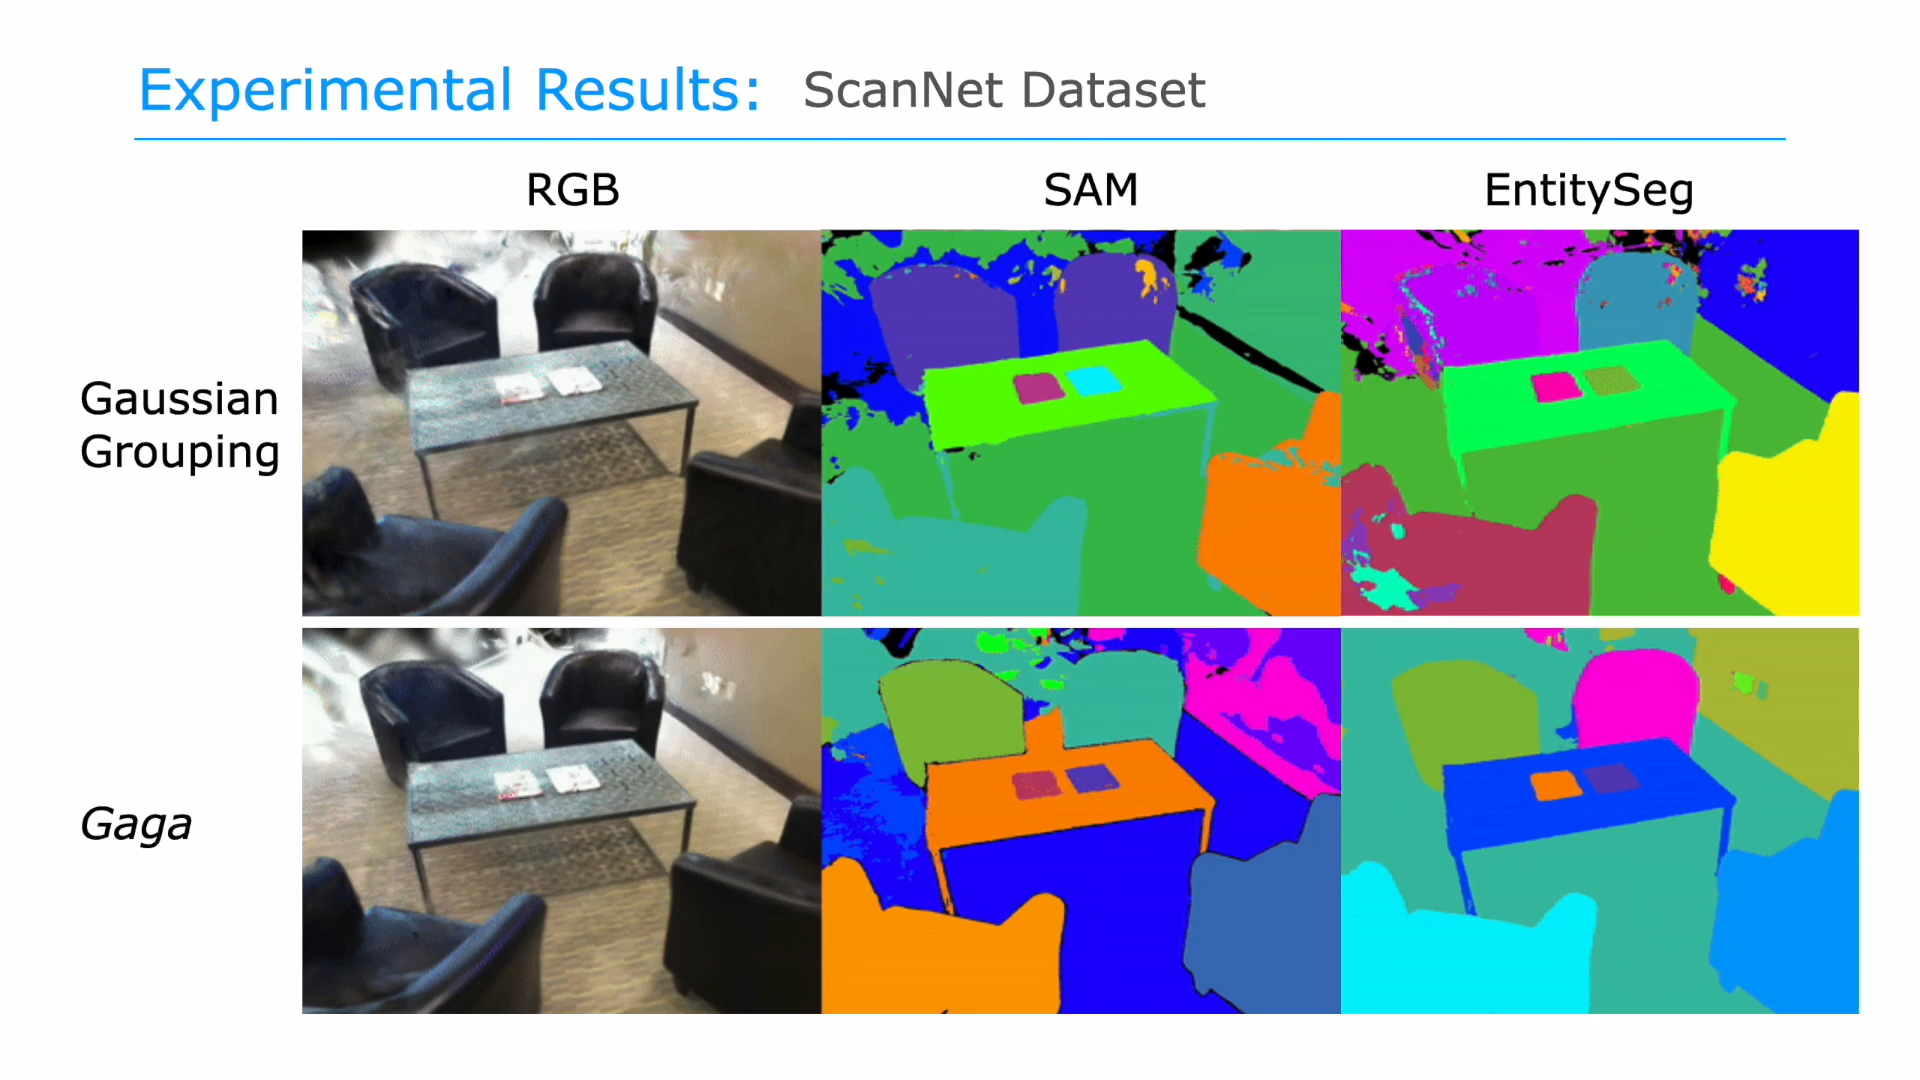 Experimental Results: ScanNet Dataset
RGB SAM EntitySeg
Gaussian
Grouping
Gaga